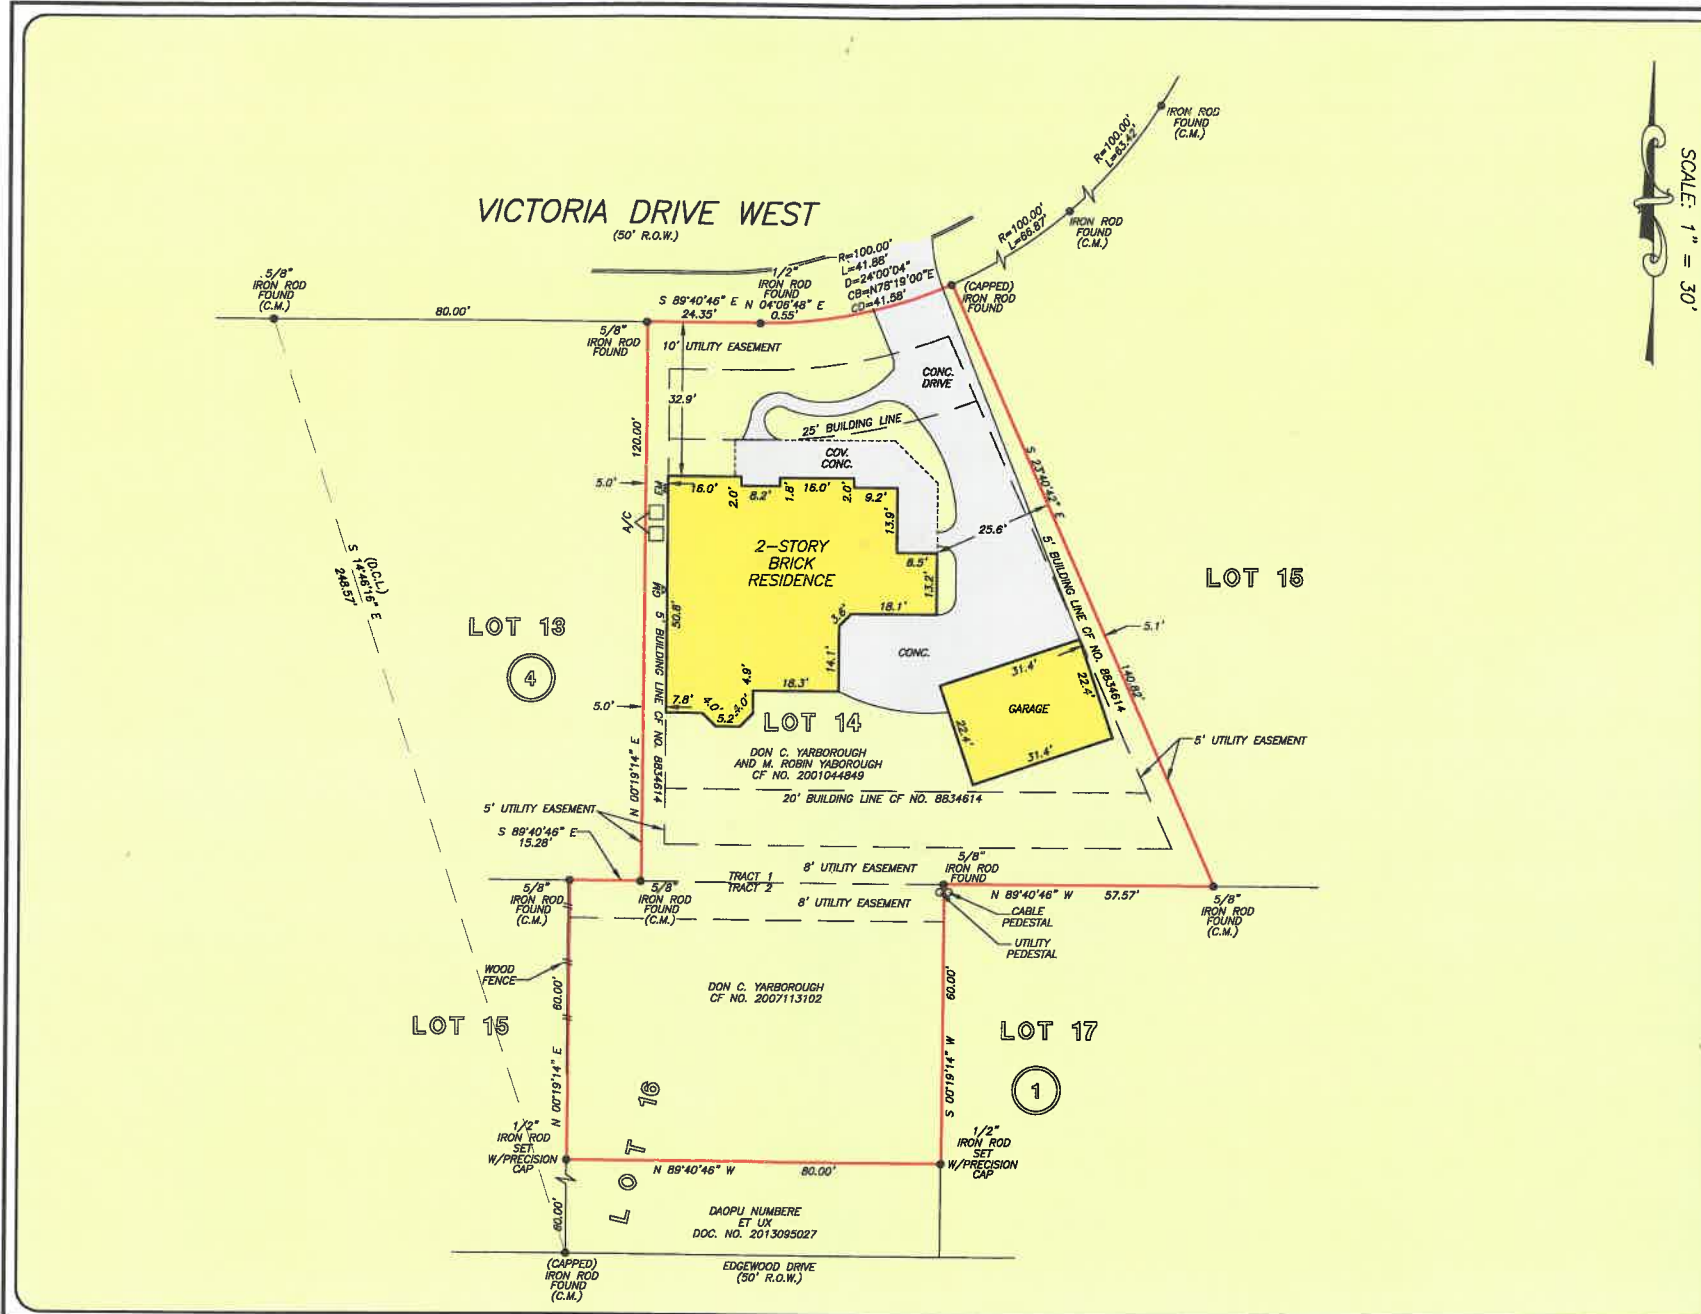 SCALE: 1" = 30'
IRON ROD
FOUND
(C.M.)
R=100.00'
L=63.42'
IRON ROD
FOUND
(C.M.)
R=100.00'
L=66.87'
VICTORIA DRIVE WEST
(50' R.O.W.)
R=100.00'
L=41.88'
D=24°00'04"
CB=N78°19'00"E
CD=41.58'
5/8"
IRON ROD
FOUND
(C.M.)
80.00'
5/8"
IRON ROD
FOUND
S 89°40'46" E
24.35'
1/2"
IRON ROD
FOUND
N 04°06'48" E
0.55'
(CAPPED)
IRON ROD
FOUND
10' UTILITY EASEMENT
32.9'
120.00'
CONC.
DRIVE
25' BUILDING LINE
COV.
CONC.
5.0'
EM
A/C
16.0'
2.0'
8.2'
1.8'
16.0'
2.0'
9.2'
13.9'
8.5'
13.2'
25.6'
S 23°40'42" E
5' BUILDING LINE CF NO. 8834614
5.1'
140.82'
LOT 15
2-STORY
BRICK
RESIDENCE
18.1'
3.6'
14.1'
CONC.
18.3'
4.9'
4.0'
5.2'
4.0'
7.8'
50.8'
5' BUILDING LINE CF NO. 8834614
5.0'
N 00°19'14" E
LOT 13
4
(D.C.L.)
S 14°46'16" E
248.57'
31.4'
22.4'
GARAGE
22.4'
31.4'
LOT 14
DON C. YARBOROUGH
AND M. ROBIN YABOROUGH
CF NO. 2001044849
5' UTILITY EASEMENT
20' BUILDING LINE CF NO. 8834614
5' UTILITY EASEMENT
S 89°40'46" E
15.28'
8' UTILITY EASEMENT
TRACT 1
TRACT 2
8' UTILITY EASEMENT
5/8"
IRON ROD
FOUND
(C.M.)
5/8"
IRON ROD
FOUND
(C.M.)
5/8"
IRON ROD
FOUND
N 89°40'46" W
57.57'
5/8"
IRON ROD
FOUND
(C.M.)
CABLE
PEDESTAL
UTILITY
PEDESTAL
WOOD
FENCE
60.00'
N 00°19'14" E
DON C. YARBOROUGH
CF NO. 2007113102
60.00'
S 00°19'14" W
LOT 15
LOT 16
LOT 17
1
1/2"
IRON ROD
SET
W/PRECISION
CAP
1/2"
IRON ROD
SET
W/PRECISION
CAP
N 89°40'46" W
80.00'
60.00'
DAOPU NUMBERE
ET UX
DOC. NO. 2013095027
(CAPPED)
IRON ROD
FOUND
(C.M.)
EDGEWOOD DRIVE
(50' R.O.W.)